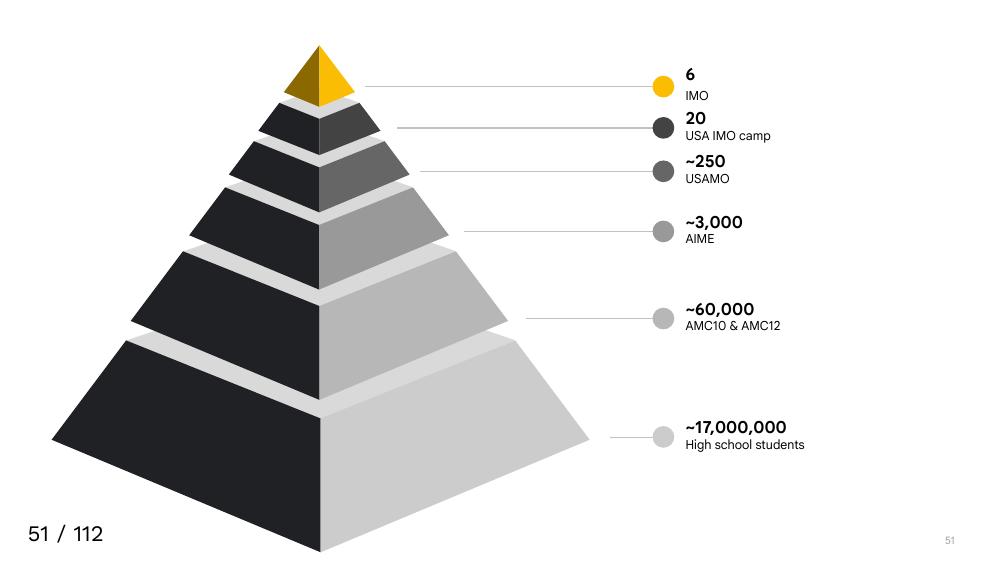 6
IMO
20
USA IMO camp
~250
USAMO
~3,000
AIME
~60,000
AMC10 & AMC12
~17,000,000
High school students
51 / 112
51